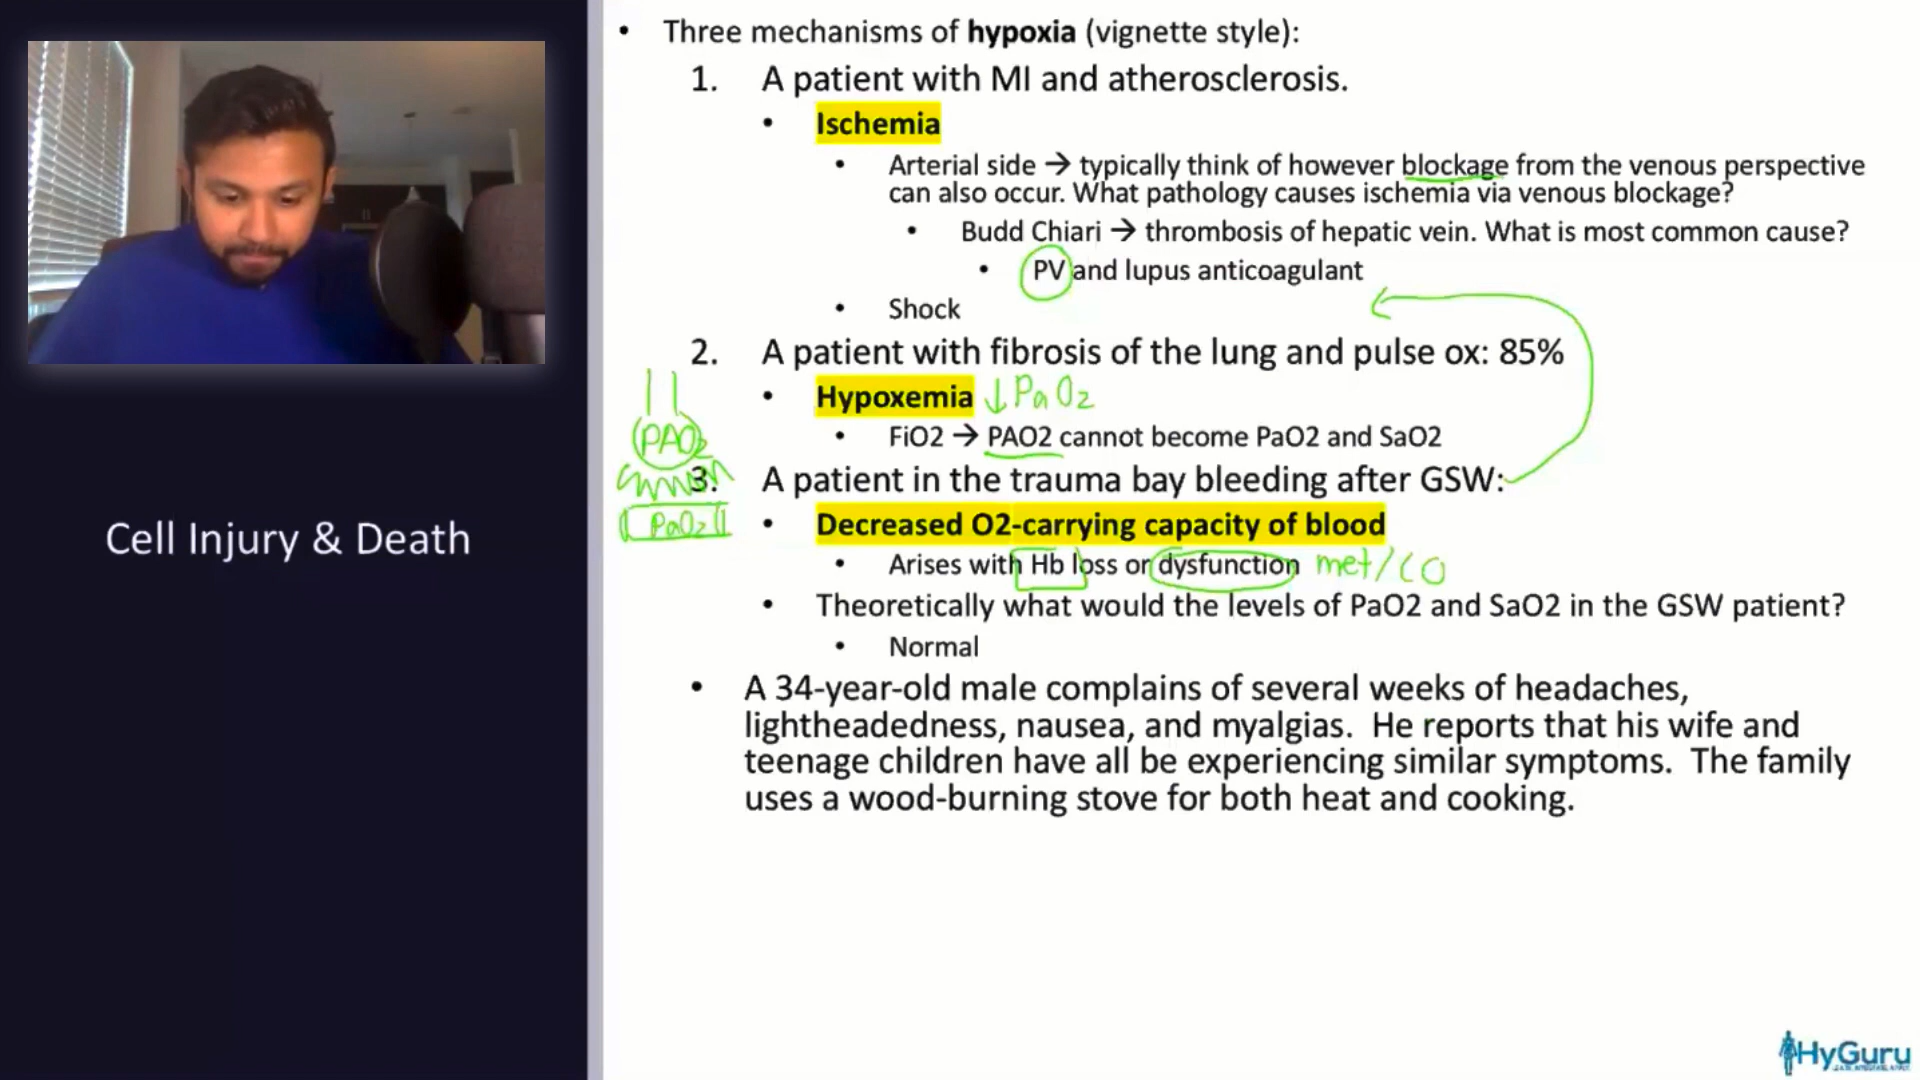 • Three mechanisms of hypoxia (vignette style):
1. A patient with MI and atherosclerosis.
• Ischemia
• Arterial side → typically think of however blockage from the venous perspective
can also occur. What pathology causes ischemia via venous blockage?
• Budd Chiari → thrombosis of hepatic vein. What is most common cause?
• PV and lupus anticoagulant
• Shock
2. A patient with fibrosis of the lung and pulse ox: 85%
• Hypoxemia ↓PaO2
• FiO2 → PAO2 cannot become PaO2 and SaO2
PAO2
3. A patient in the trauma bay bleeding after GSW:
PaO2
• Decreased O2-carrying capacity of blood
• Arises with Hb loss or dysfunction met/CO
Cell Injury & Death
• Theoretically what would the levels of PaO2 and SaO2 in the GSW patient?
• Normal
• A 34-year-old male complains of several weeks of headaches,
lightheadedness, nausea, and myalgias. He reports that his wife and
teenage children have all be experiencing similar symptoms. The family
uses a wood-burning stove for both heat and cooking.
HyGuru